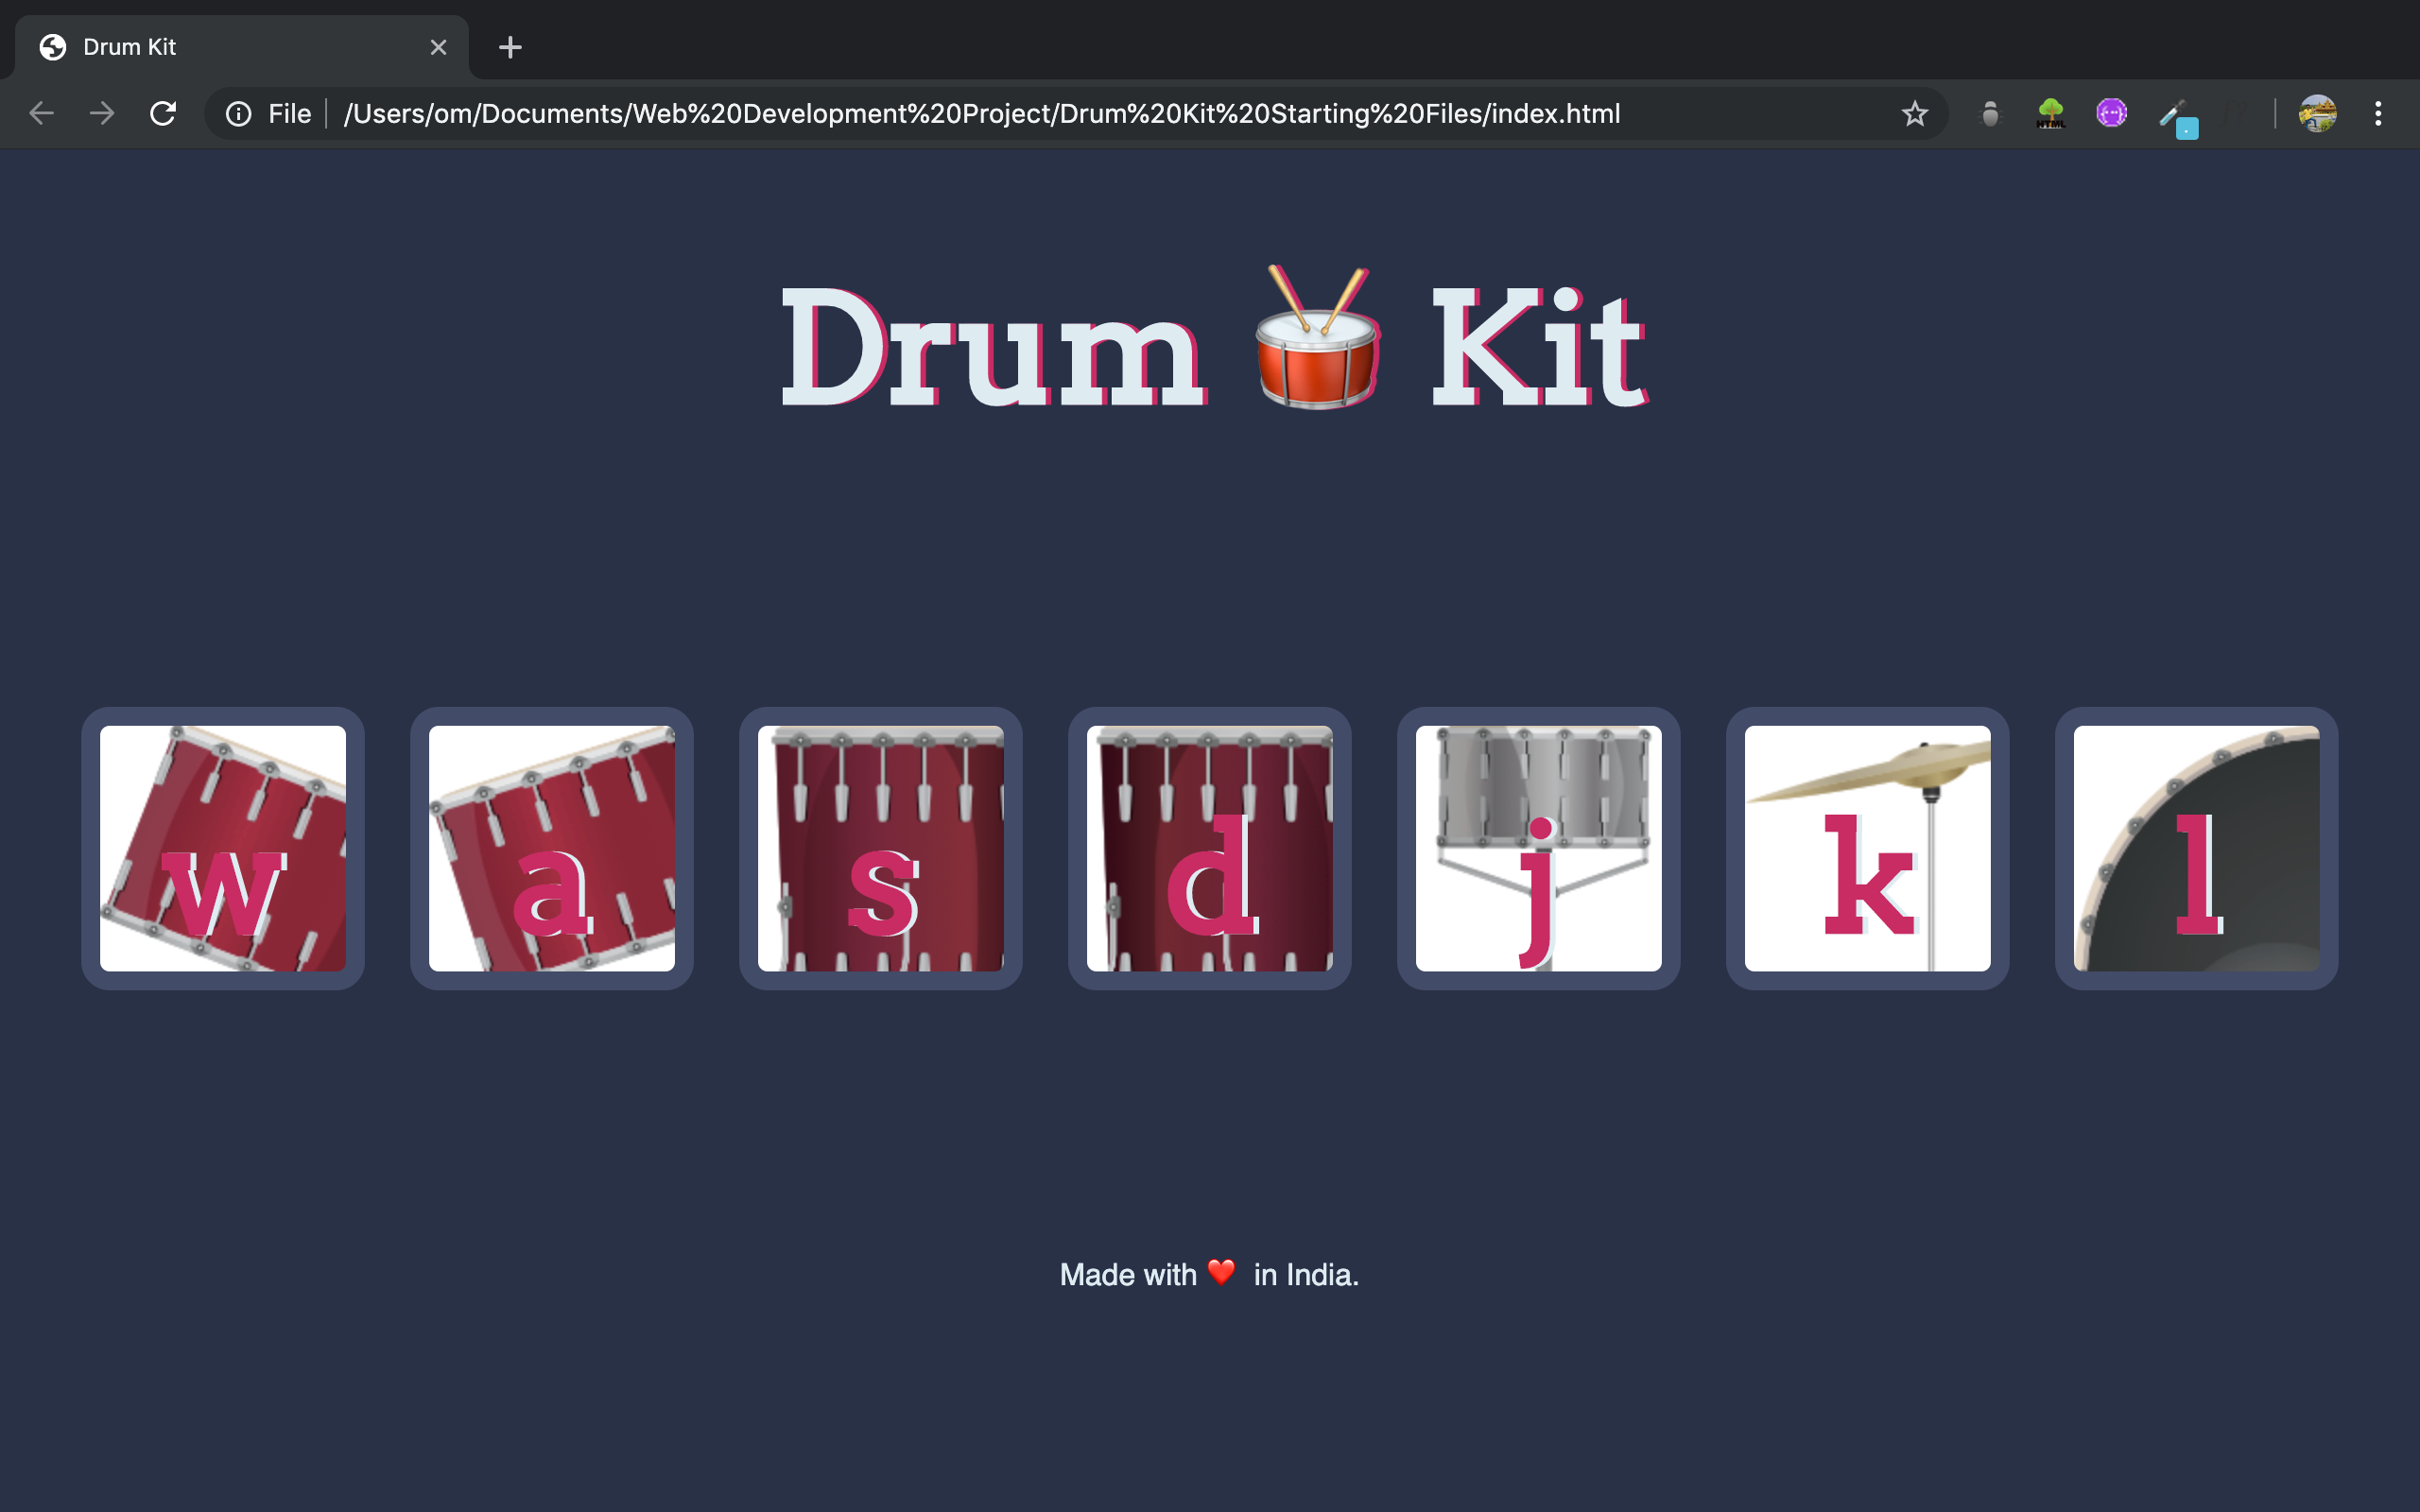 Drum Kit
File /Users/om/Documents/Web%20Development%20Project/Drum%20Kit%20Starting%20Files/index.html
HTML
Drum 🥁 Kit
w a s d j k l
Made with ❤️ in India.